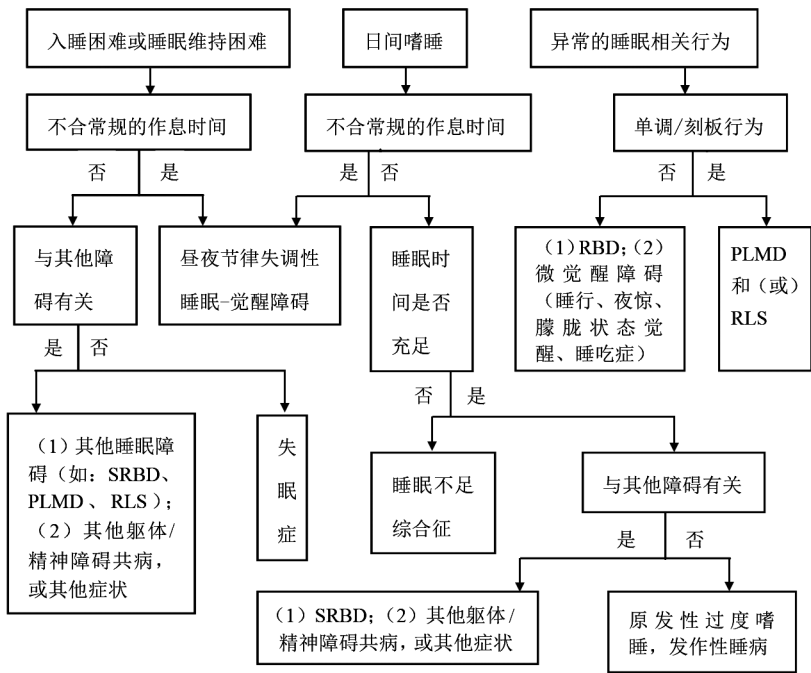 入睡困难或睡眠维持困难
日间嗜睡
异常的睡眠相关行为
不合常规的作息时间
不合常规的作息时间
单调/刻板行为
否
是
是
否
否
是
与其他障
碍有关
昼夜节律失调性
睡眠-觉醒障碍
睡眠时
间是否
充足
（1）RBD；（2）
微觉醒障碍
（睡行、夜惊、
朦胧状态觉
醒、睡吃症）
PLMD
和（或）
RLS
是
否
否
是
（1）其他睡眠障
碍（如：SRBD、
PLMD、RLS）；
（2）其他躯体/
精神障碍共病，
或其他症状
失
眠
症
睡眠不足
综合征
与其他障碍有关
是
否
（1）SRBD；（2）其他躯体/
精神障碍共病，或其他症状
原发性过度嗜
睡，发作性睡病